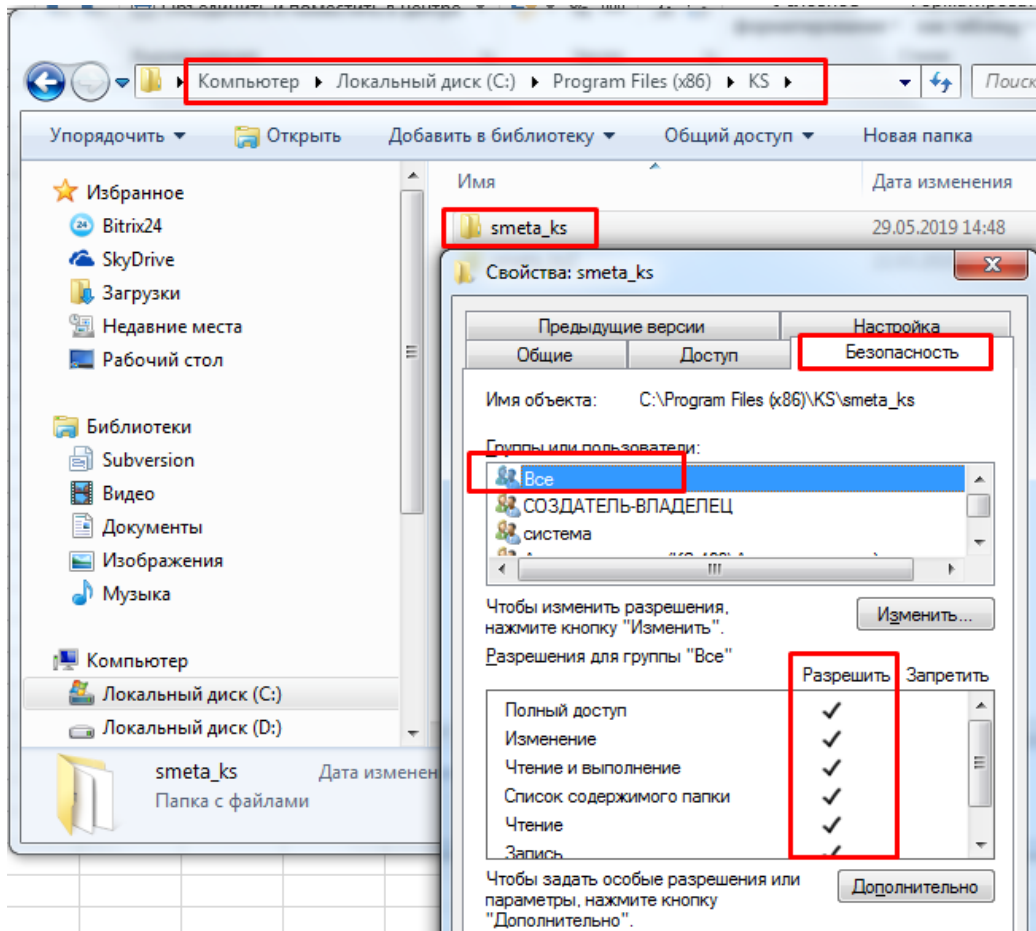 Объединить и поместить в центре
Компьютер ▸ Локальный диск (C:) ▸ Program Files (x86) ▸ KS ▸
Поиск
Упорядочить
Открыть
Добавить в библиотеку
Общий доступ
Новая папка
Избранное
Bitrix24
SkyDrive
Загрузки
Недавние места
Рабочий стол
Библиотеки
Subversion
Видео
Документы
Изображения
Музыка
Компьютер
Локальный диск (C:)
Локальный диск (D:)
Имя
Дата изменения
smeta_ks
29.05.2019 14:48
smeta_ks
Дата изменен
Папка с файлами
Свойства: smeta_ks
Предыдущие версии
Настройка
Общие
Доступ
Безопасность
Имя объекта: C:\Program Files (x86)\KS\smeta_ks
Группы или пользователи:
Все
СОЗДАТЕЛЬ-ВЛАДЕЛЕЦ
система
Чтобы изменить разрешения,
нажмите кнопку "Изменить".
Изменить...
Разрешения для группы "Все"
Разрешить
Запретить
Полный доступ
Изменение
Чтение и выполнение
Список содержимого папки
Чтение
Запись
Чтобы задать особые разрешения или
параметры, нажмите кнопку
"Дополнительно".
Дополнительно